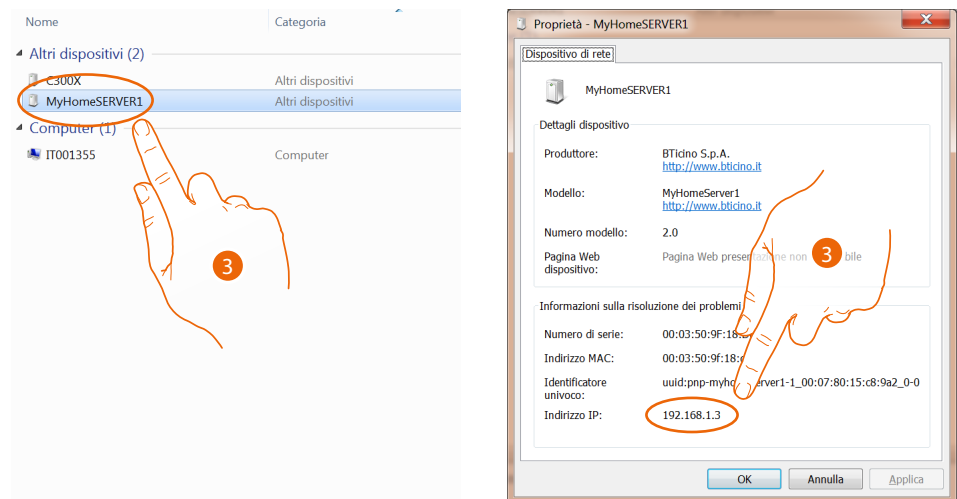 Nome Categoria
Altri dispositivi (2)
C300X Altri dispositivi
MyHomeSERVER1 Altri dispositivi
Computer (1)
IT001355 Computer
3
Proprietà - MyHomeSERVER1
Dispositivo di rete
MyHomeSERVER1
Dettagli dispositivo
Produttore: BTicino S.p.A.
http://www.bticino.it
Modello: MyHomeServer1
http://www.bticino.it
Numero modello: 2.0
Pagina Web dispositivo: Pagina Web presentazione non bile
3
Informazioni sulla risoluzione dei problemi
Numero di serie: 00:03:50:9F:18:
Indirizzo MAC: 00:03:50:9f:18:
Identificatore univoco: uuid:pnp-myho erver1-1_00:07:80:15:c8:9a2_0-0
Indirizzo IP: 192.168.1.3
OK Annulla Applica